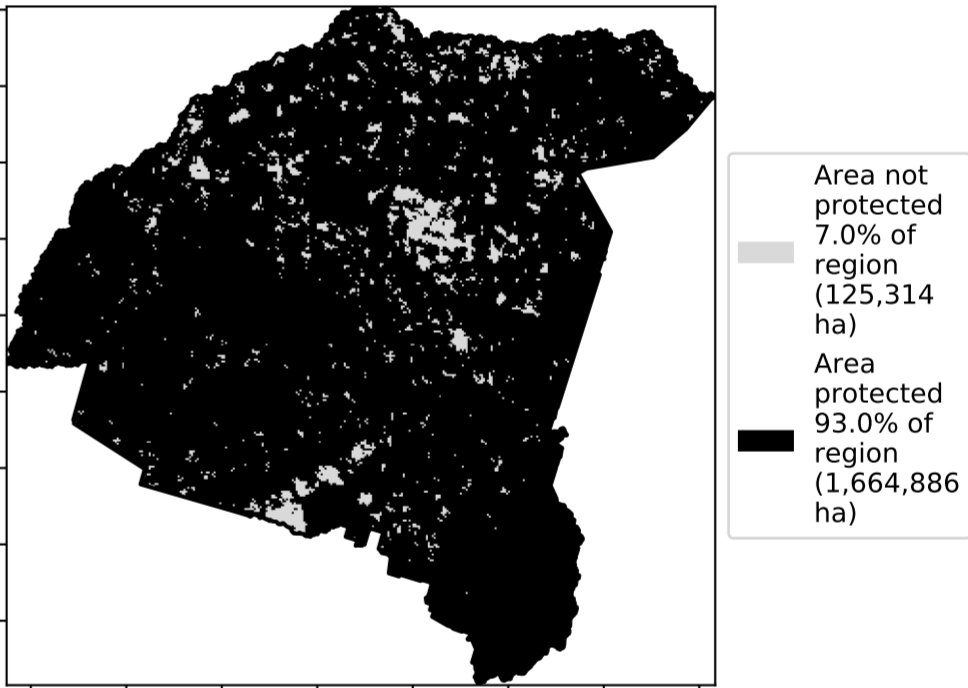 Area not
protected
7.0% of
region
(125,314
ha)
Area
protected
93.0% of
region
(1,664,886
ha)